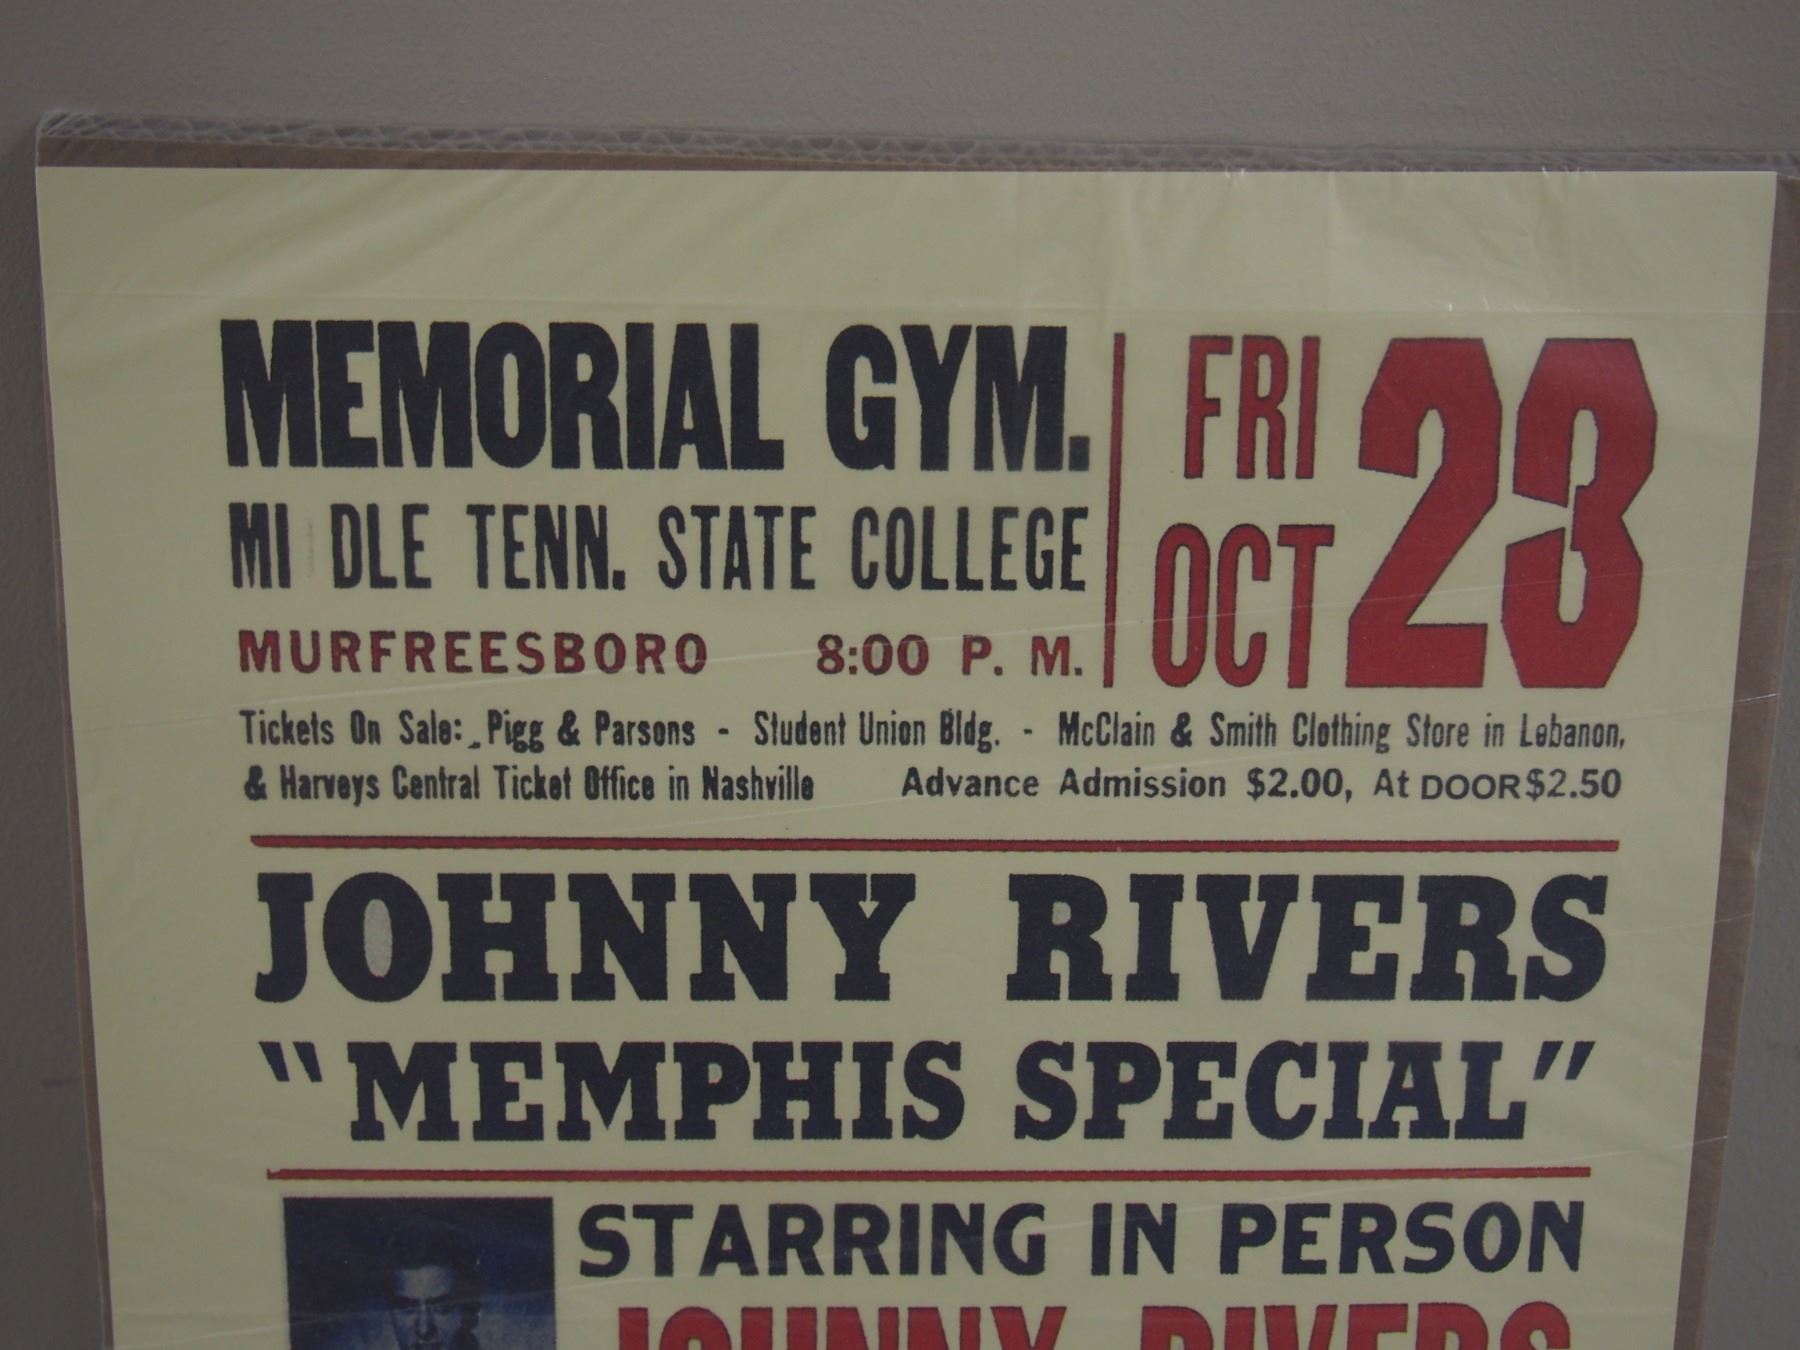 MEMORIAL GYM.
MI DLE TENN. STATE COLLEGE
MURFREESBORO 8:00 P. M.
FRI
OCT
23
Tickets On Sale: Pigg & Parsons - Student Union Bldg. - McClain & Smith Clothing Store in Lebanon,
& Harveys Central Ticket Office in Nashville Advance Admission $2.00, At DOOR $2.50
JOHNNY RIVERS
"MEMPHIS SPECIAL"
STARRING IN PERSON
JOHNNY RIVERS